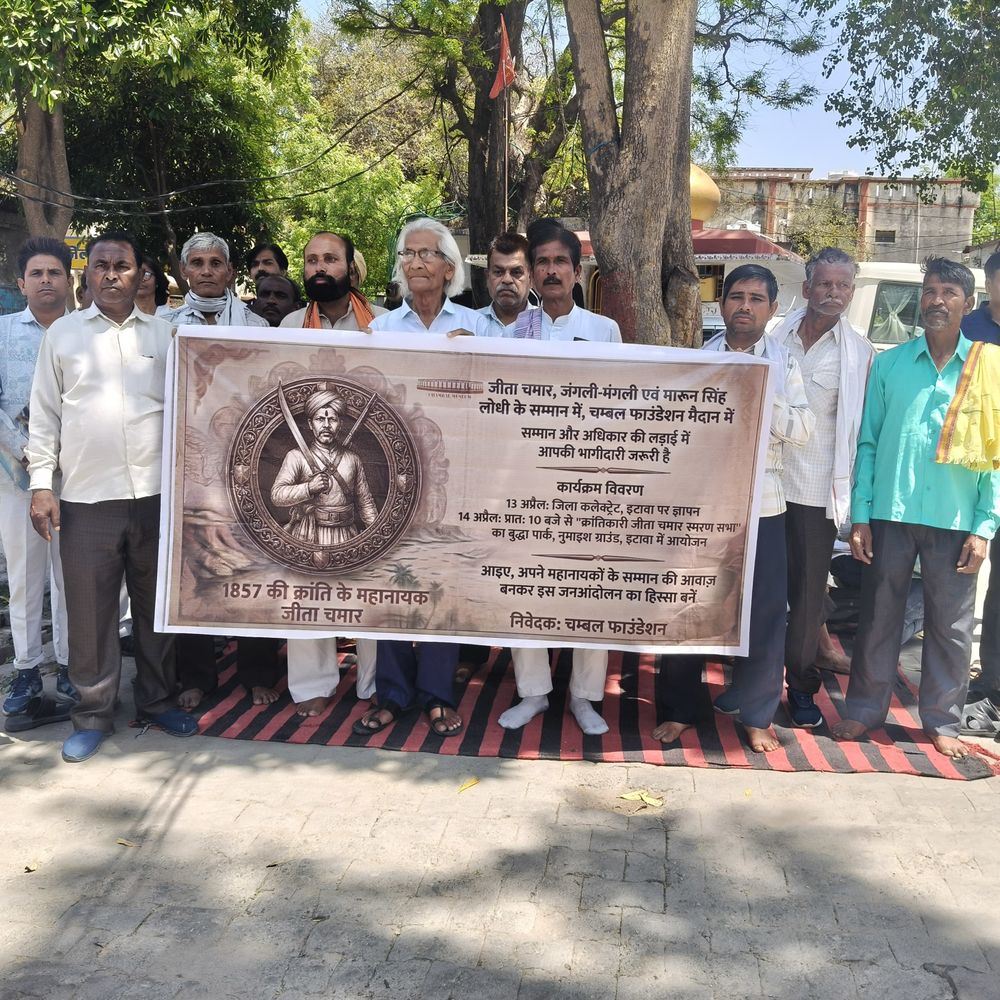 CHAMBAL MUSEUM
जीता चमार, जंगली-मंगली एवं मारून सिंह
लोधी के सम्मान में, चम्बल फाउंडेशन मैदान में
सम्मान और अधिकार की लड़ाई में
आपकी भागीदारी जरूरी है
कार्यक्रम विवरण
13 अप्रैल: जिला कलेक्ट्रेट, इटावा पर ज्ञापन
14 अप्रैल: प्रात: 10 बजे से "क्रांतिकारी जीता चमार स्मरण सभा"
का बुद्धा पार्क, नुमाइश ग्राउंड, इटावा में आयोजन
आइए, अपने महानायकों के सम्मान की आवाज़
बनकर इस जनआंदोलन का हिस्सा बनें
निवेदक: चम्बल फाउंडेशन
1857 की क्रांति के महानायक
जीता चमार